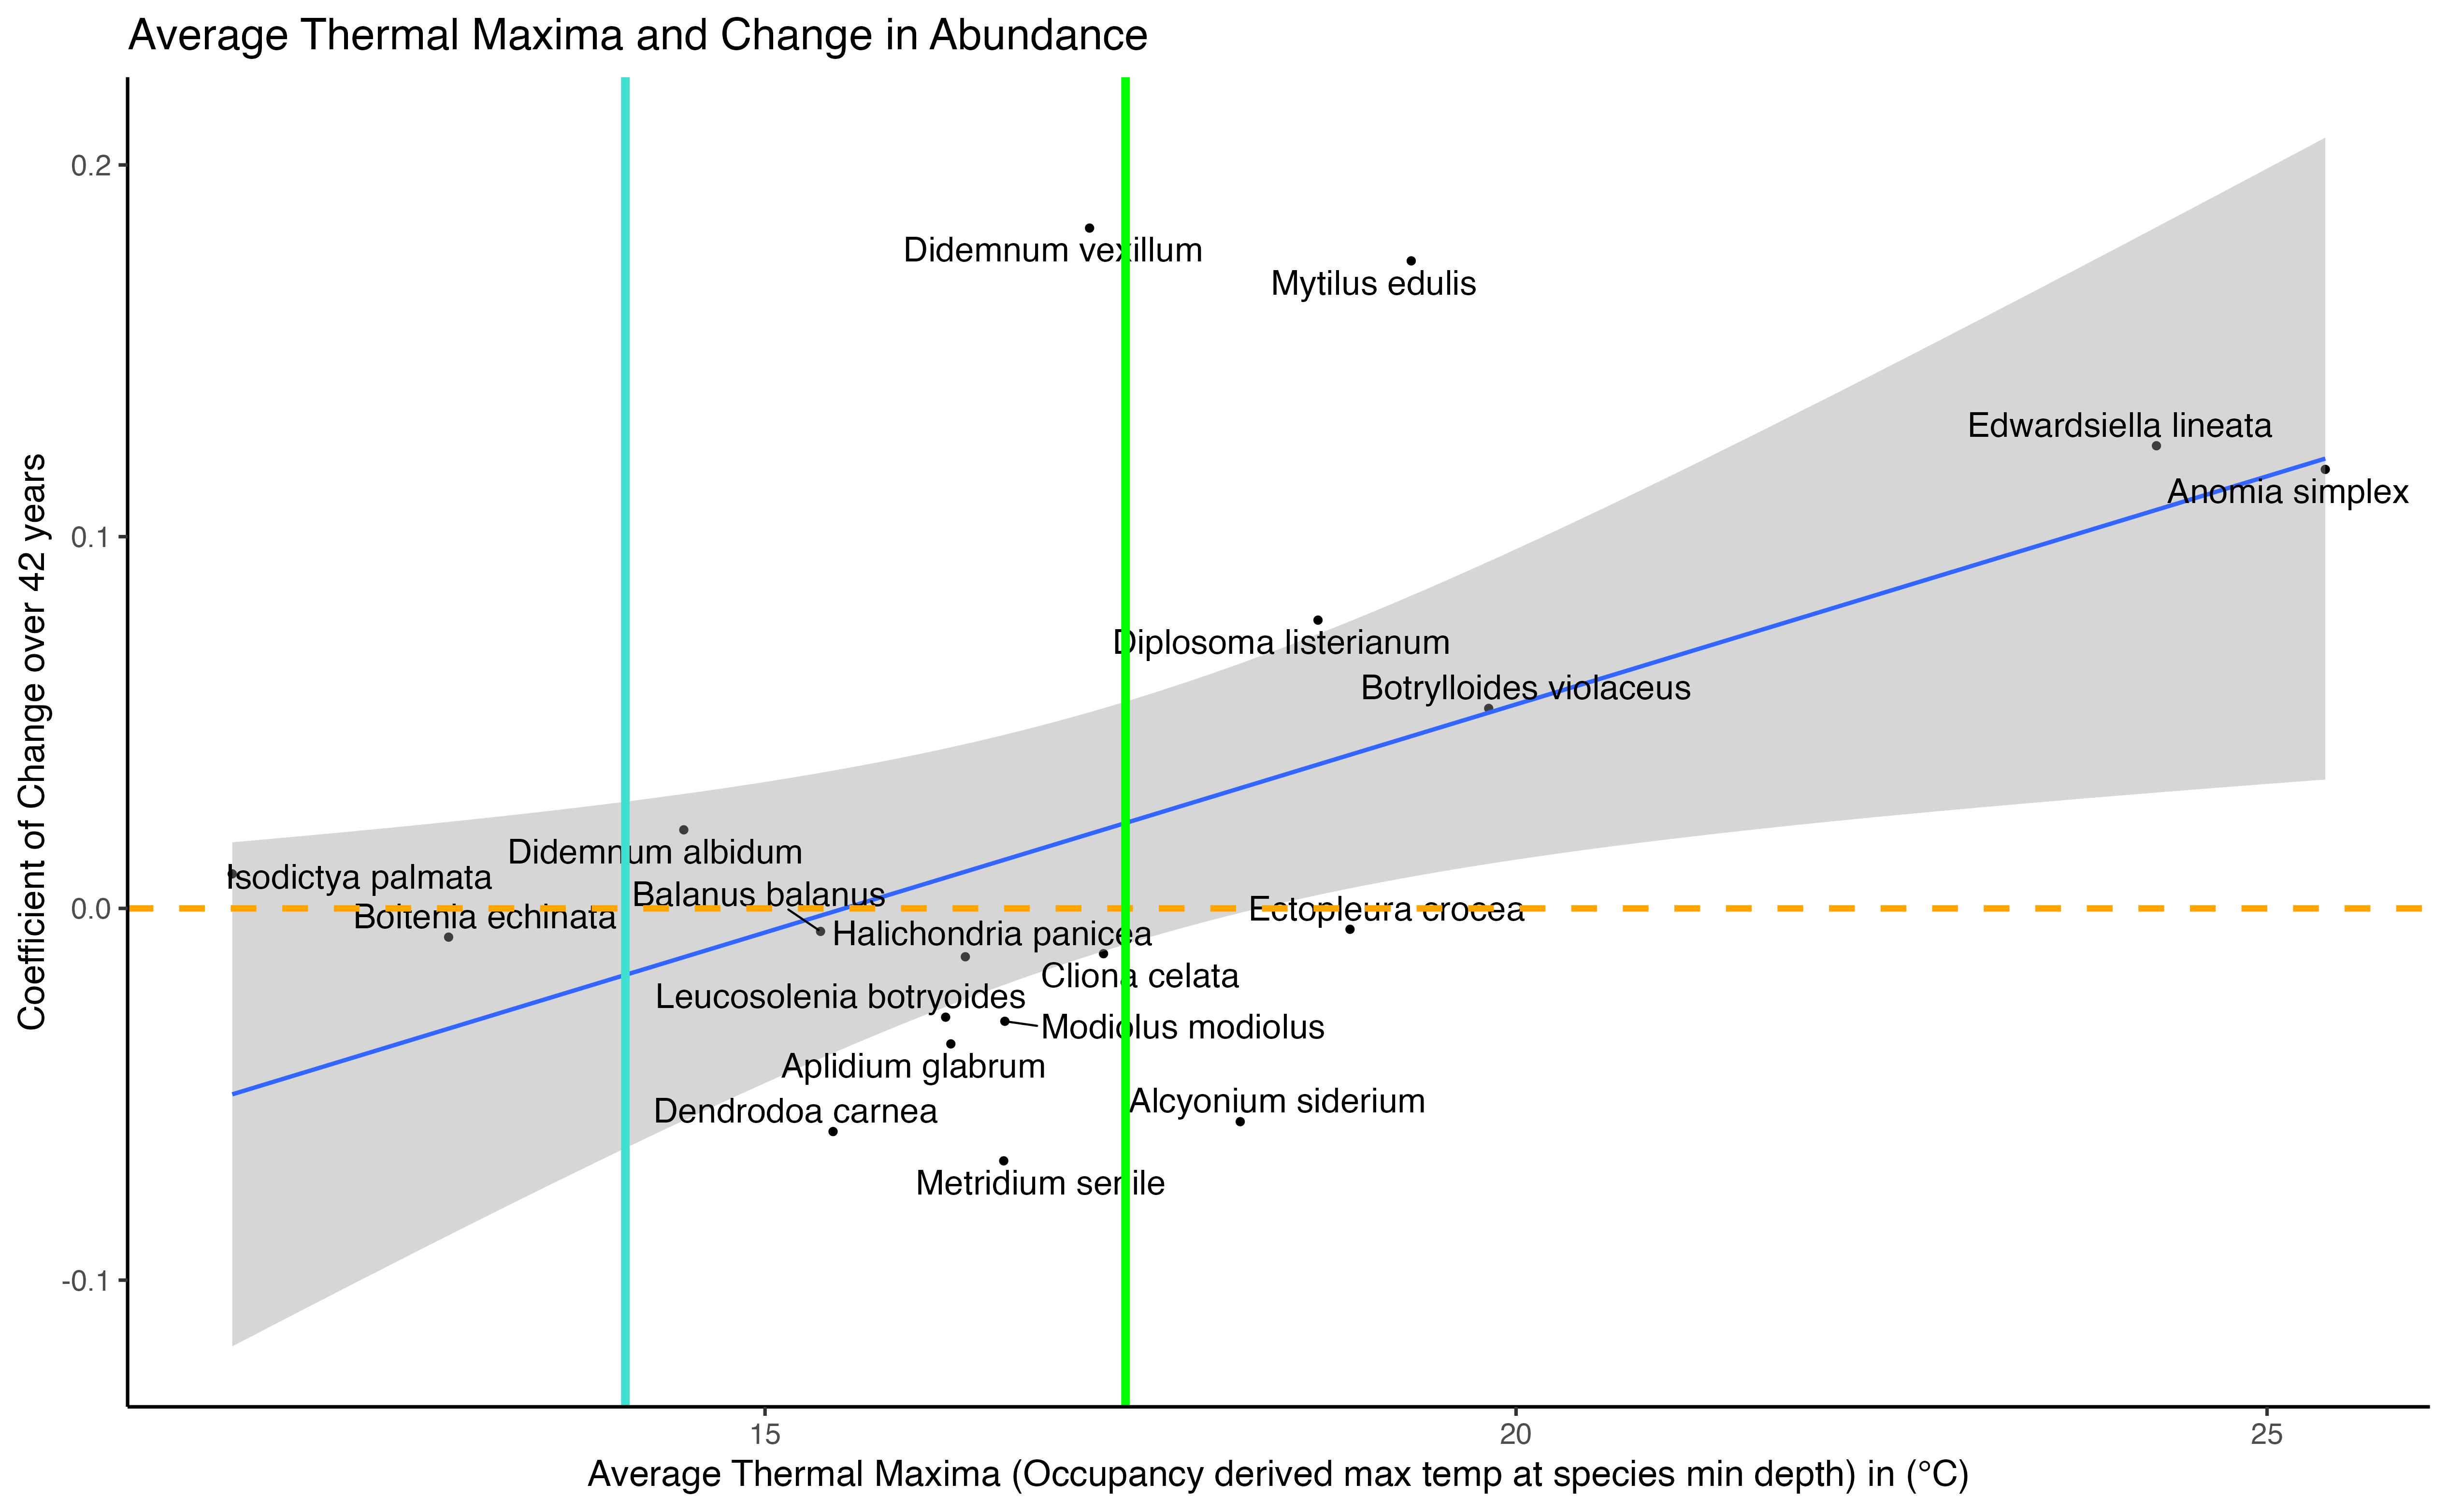 Average Thermal Maxima and Change in Abundance
Coefficient of Change over 42 years
0.2
0.1
0.0
-0.1
Didemnum vexillum
Mytilus edulis
Edwardsiella lineata
Anomia simplex
Diplosoma listerianum
Botrylloides violaceus
Didemnum albidum
Isodictya palmata
Balanus balanus
Boltenia echinata
Ectopleura crocea
Halichondria panicea
Cliona celata
Leucosolenia botryoides
Modiolus modiolus
Aplidium glabrum
Alcyonium siderium
Dendrodoa carnea
Metridium senile
15
20
25
Average Thermal Maxima (Occupancy derived max temp at species min depth) in (°C)